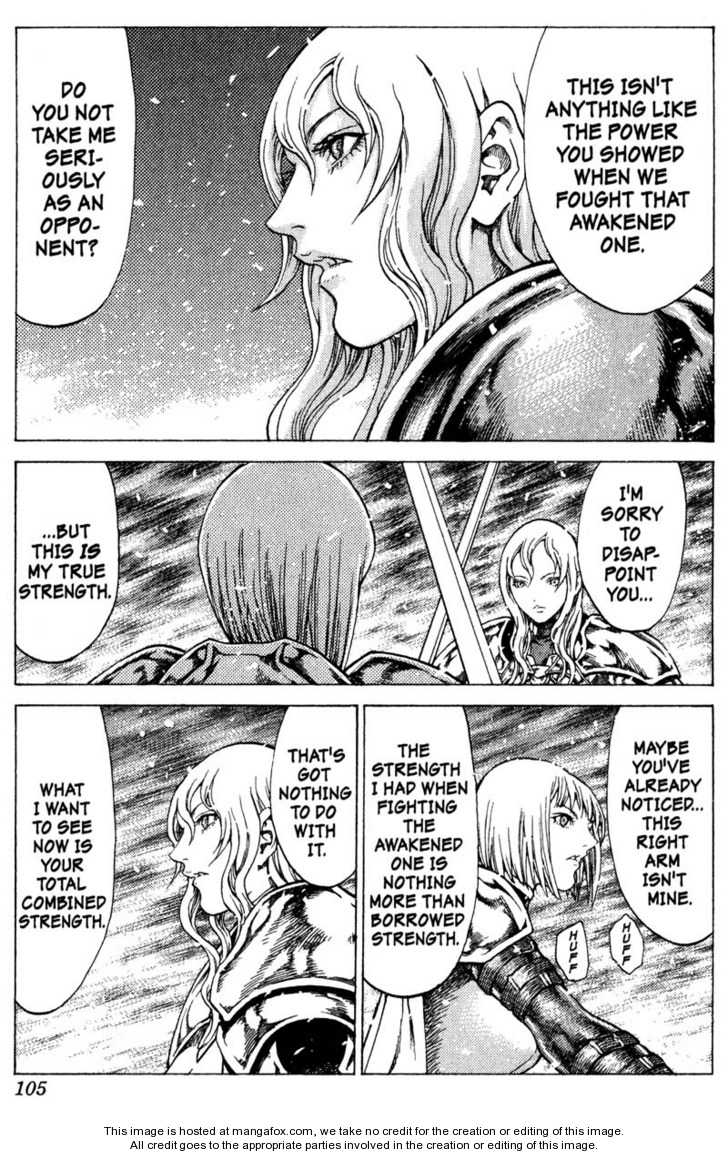 THIS ISN'T
ANYTHING LIKE
THE POWER
YOU SHOWED
WHEN WE
FOUGHT THAT
AWAKENED
ONE.
DO
YOU NOT
TAKE ME
SERI-
OUSLY
AS AN
OPPO-
NENT?
I'M
SORRY
TO
DISAP-
POINT
YOU...
...BUT
THIS IS
MY TRUE
STRENGTH.
MAYBE
YOU'VE
ALREADY
NOTICED...
THIS
RIGHT
ARM
ISN'T
MINE.
HUFF
HUFF
THE
STRENGTH
I HAD WHEN
FIGHTING
THE
AWAKENED
ONE IS
NOTHING
MORE THAN
BORROWED
STRENGTH.
THAT'S
GOT
NOTHING
TO DO
WITH
IT.
WHAT
I WANT
TO SEE
NOW IS
YOUR
TOTAL
COMBINED
STRENGTH.
105
This image is hosted at mangafox.com, we take no credit for the creation or editing of this image.
All credit goes to the appropriate parties involved in the creation or editing of this image.